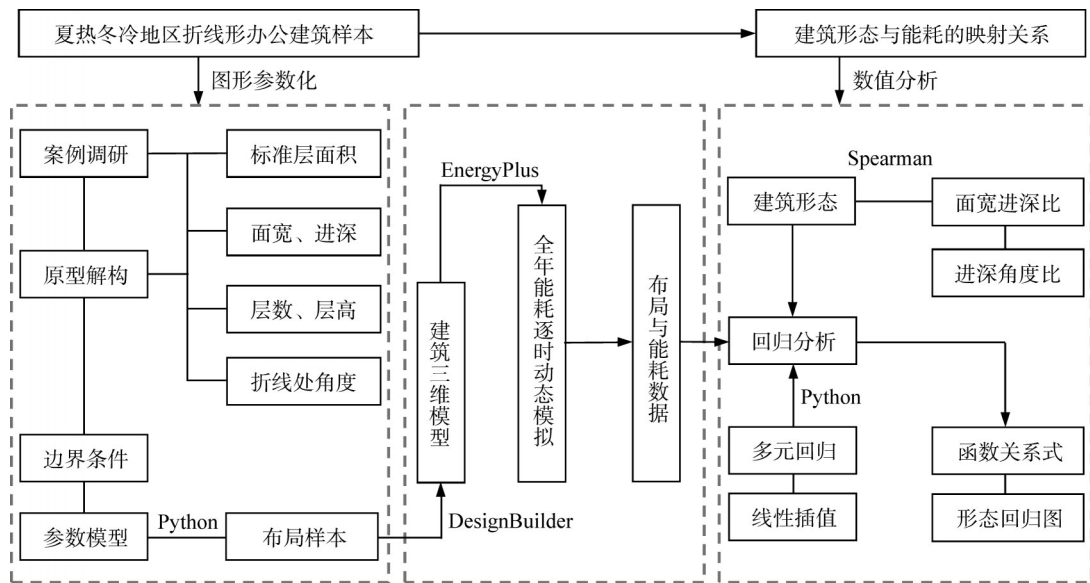 夏热冬冷地区折线形办公建筑样本
建筑形态与能耗的映射关系
图形参数化
数值分析
案例调研
标准层面积
原型解构
面宽、进深
层数、层高
折线处角度
边界条件
参数模型
Python
布局样本
EnergyPlus
建筑三维模型
DesignBuilder
全年能耗逐时动态模拟
布局与能耗数据
Spearman
建筑形态
面宽进深比
进深角度比
回归分析
Python
多元回归
函数关系式
线性插值
形态回归图